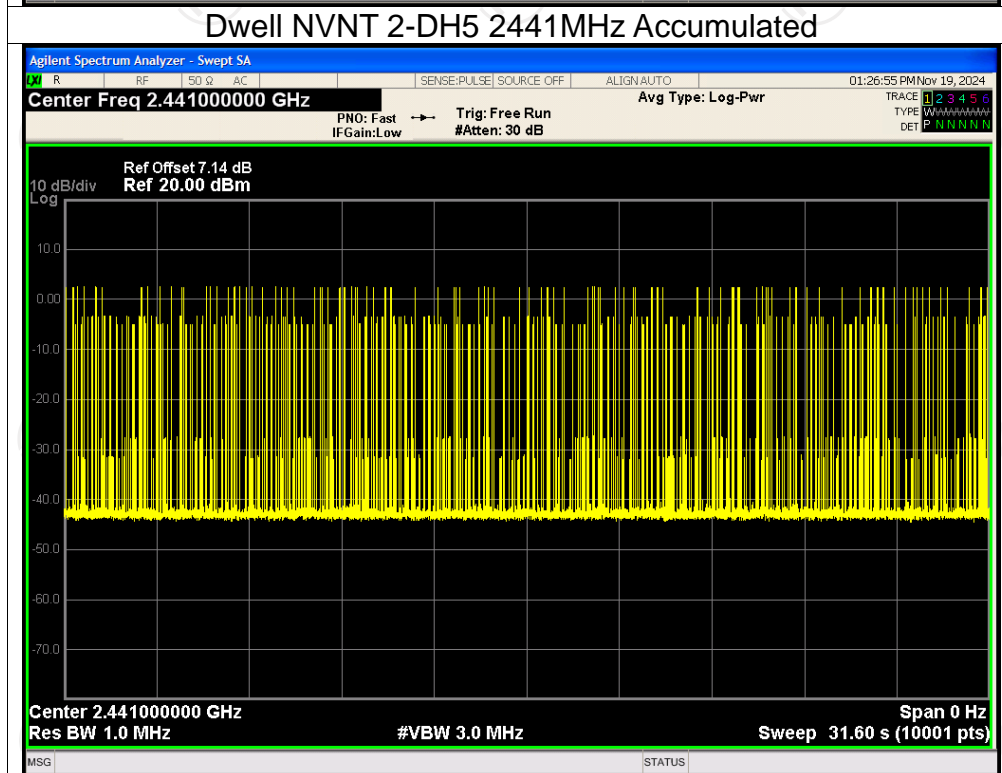 Dwell NVNT 2-DH5 2441MHz Accumulated
Agilent Spectrum Analyzer - Swept SA
LXI R RF 50 Ω AC SENSE:PULSE SOURCE OFF ALIGN AUTO 01:26:55 PM Nov 19, 2024
Center Freq 2.441000000 GHz Avg Type: Log-Pwr TRACE 1 2 3 4 5 6
PNO: Fast Trig: Free Run TYPE WWWWWW
IFGain:Low #Atten: 30 dB DET P N N N N N
Ref Offset 7.14 dB
10 dB/div Ref 20.00 dBm
Log
10.0
0.00
-10.0
-20.0
-30.0
-40.0
-50.0
-60.0
-70.0
Center 2.441000000 GHz Span 0 Hz
Res BW 1.0 MHz #VBW 3.0 MHz Sweep 31.60 s (10001 pts)
MSG STATUS